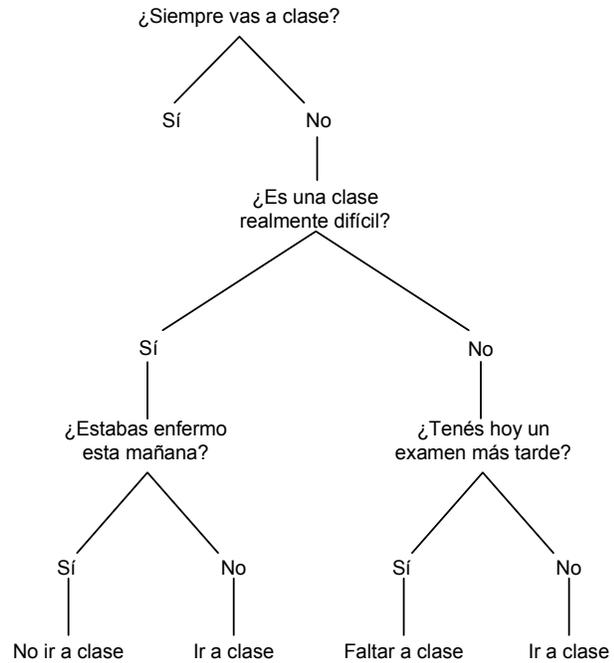 ¿Siempre vas a clase?
Sí
No
¿Es una clase
realmente difícil?
Sí
No
¿Estabas enfermo
esta mañana?
¿Tenés hoy un
examen más tarde?
Sí
No
Sí
No
No ir a clase
Ir a clase
Faltar a clase
Ir a clase